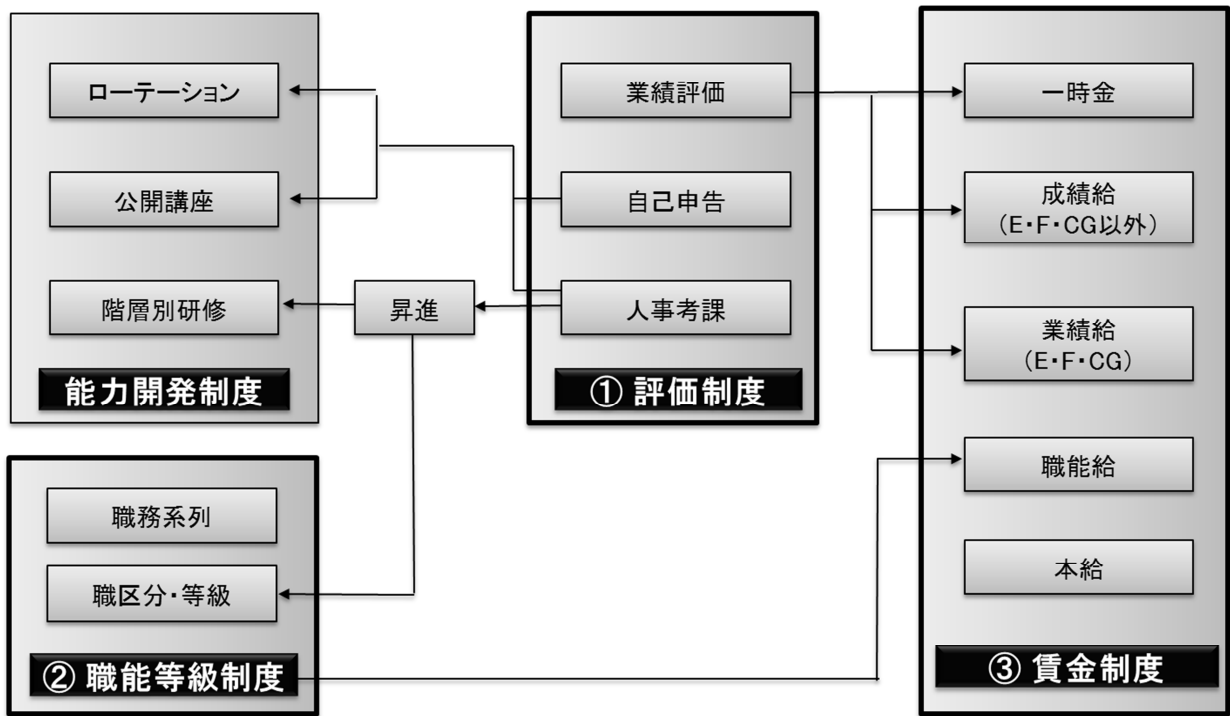 ローテーション
公開講座
階層別研修
能力開発制度
昇進
業績評価
自己申告
人事考課
① 評価制度
一時金
成績給
（E・F・CG以外）
業績給
（E・F・CG）
職能給
本給
③ 賃金制度
職務系列
職区分・等級
② 職能等級制度